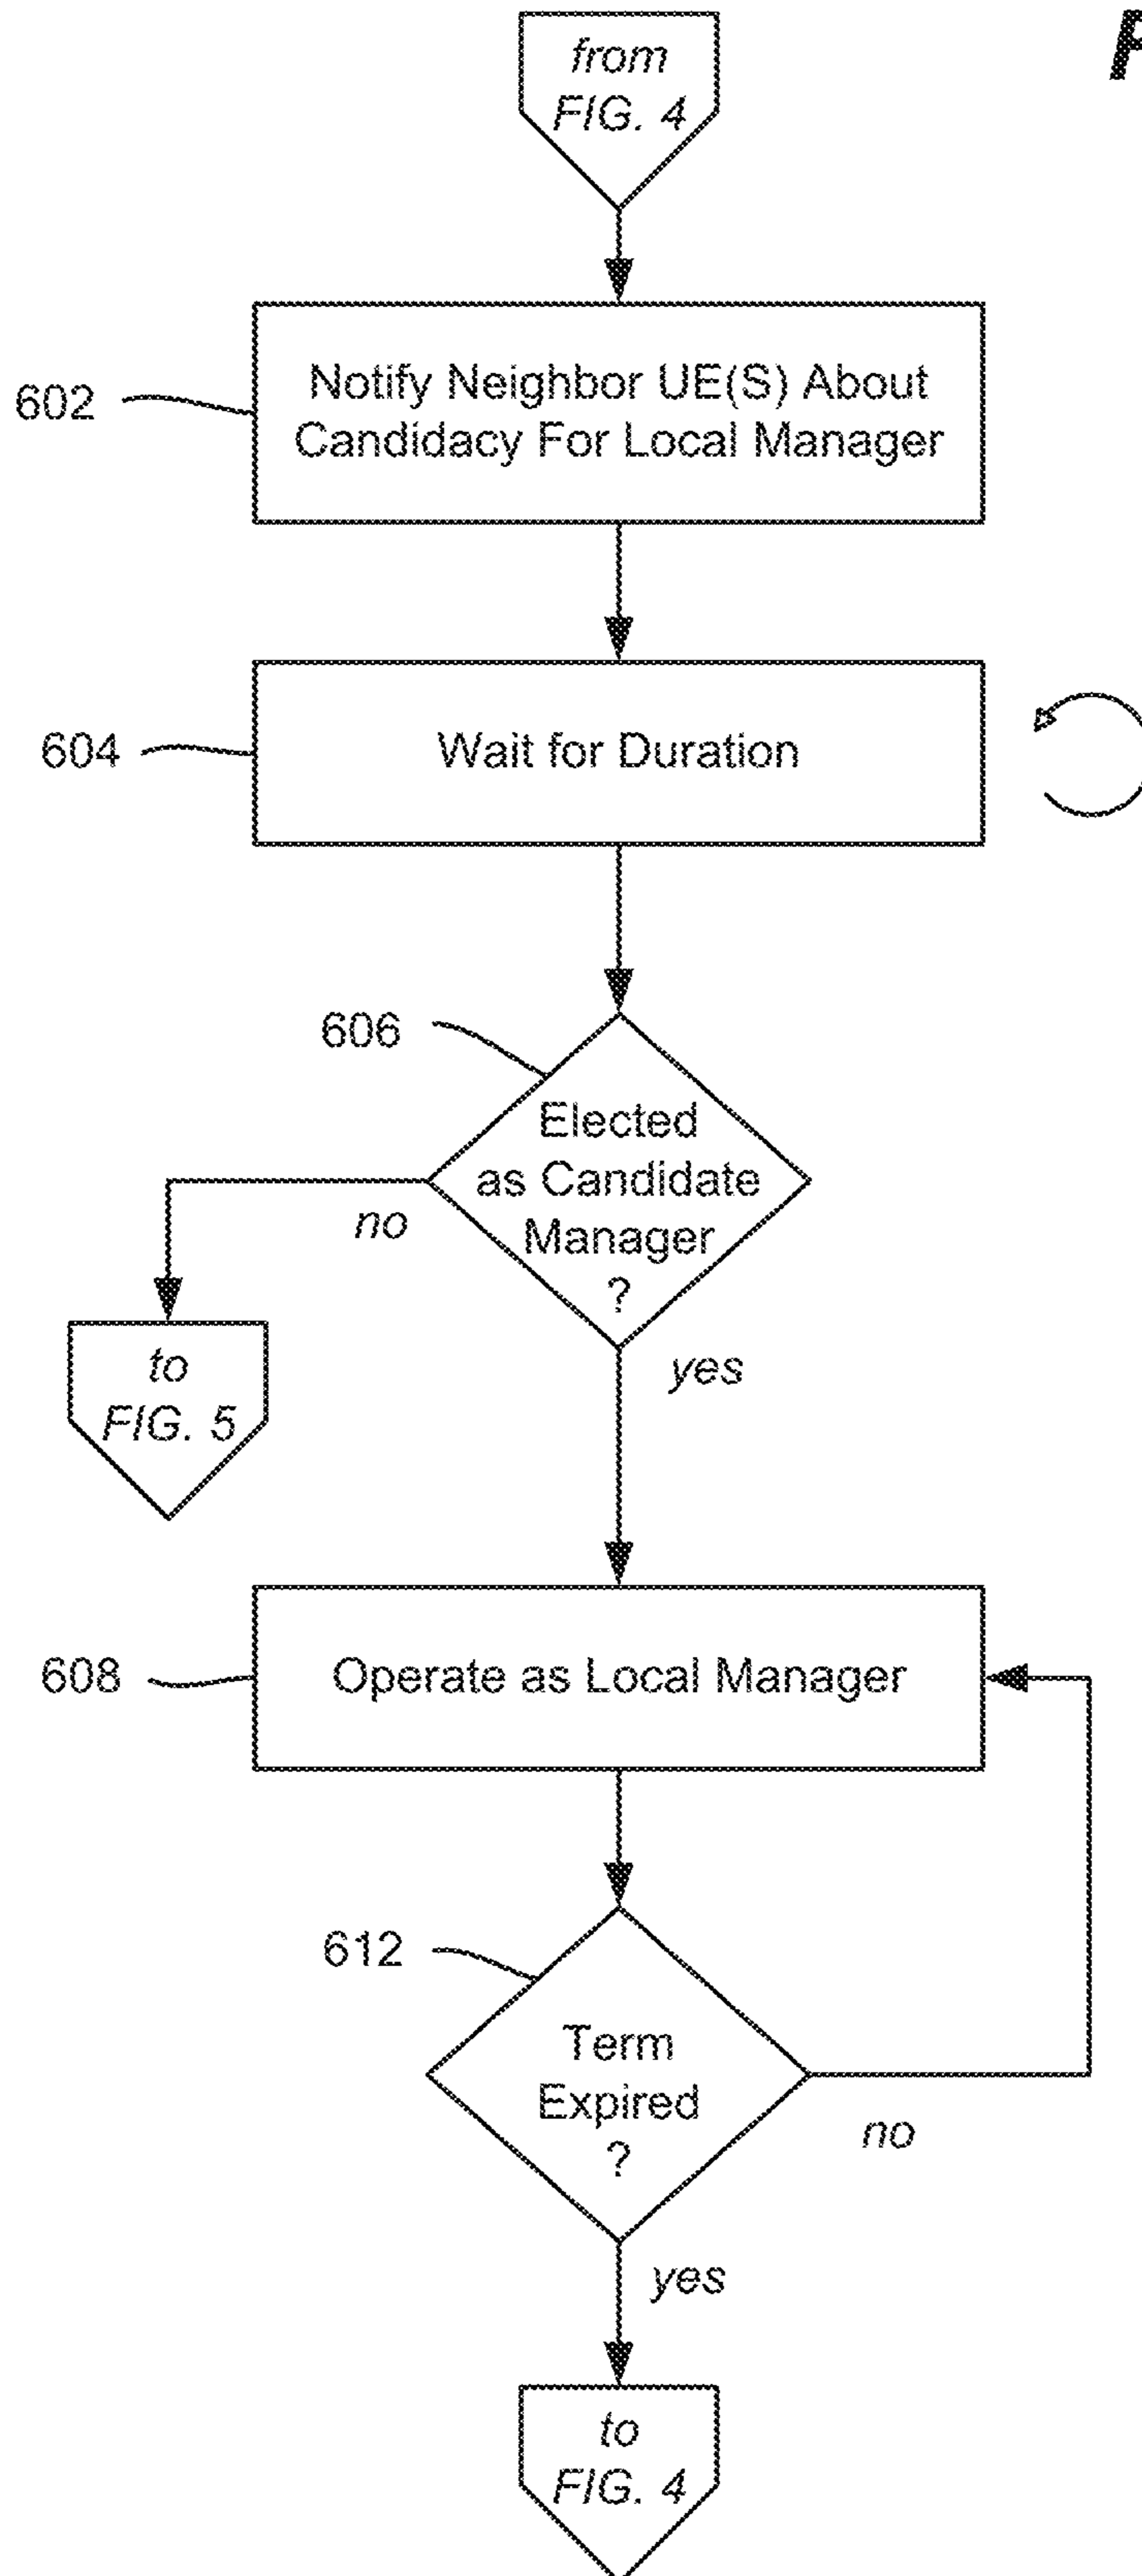 from
FIG. 4
602
Notify Neighbor UE(S) About
Candidacy For Local Manager
604
Wait for Duration
606
Elected
as Candidate
Manager
?
no
yes
to
FIG. 5
608
Operate as Local Manager
612
Term
Expired
?
no
yes
to
FIG. 4